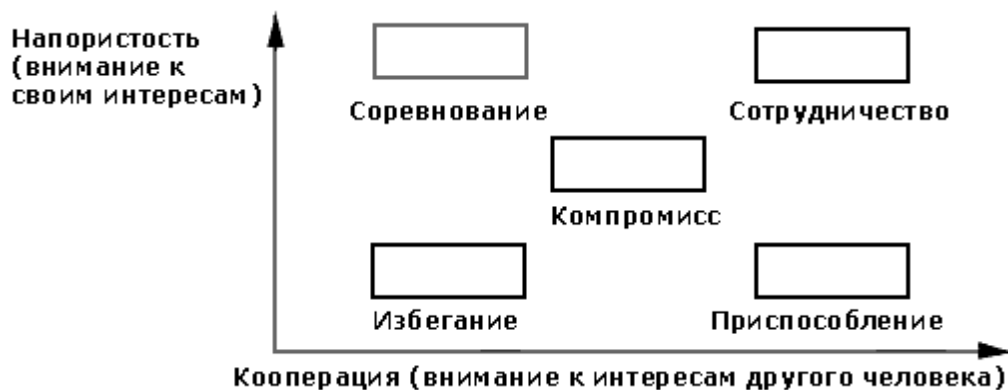 Напористость
(внимание к
своим интересам)
Соревнование
Сотрудничество
Компромисс
Избегание
Приспособление
Кооперация (внимание к интересам другого человека)